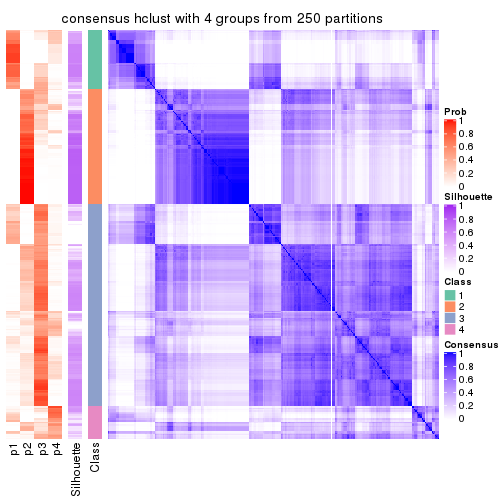 consensus hclust with 4 groups from 250 partitions
Prob
1
0.8
0.6
0.4
0.2
0
Silhouette
1
0.8
0.6
0.4
0.2
0
Class
1
2
3
4
Consensus
1
0.8
0.6
0.4
0.2
0
p1
p2
p3
p4
Silhouette
Class